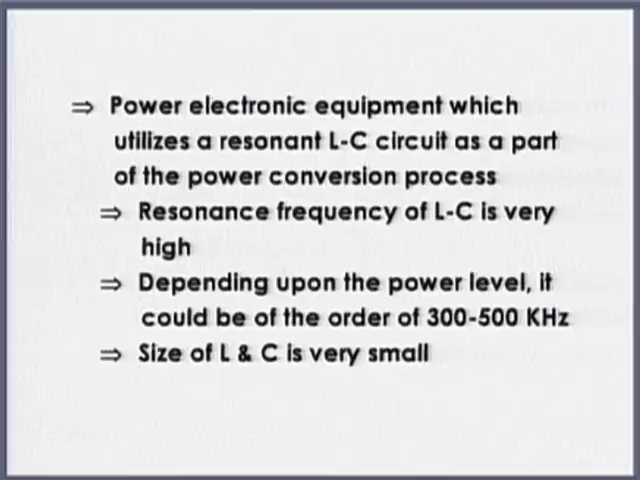 ⇒ Power electronic equipment which
utilizes a resonant L-C circuit as a part
of the power conversion process
⇒ Resonance frequency of L-C is very
high
⇒ Depending upon the power level, it
could be of the order of 300-500 KHz
⇒ Size of L & C is very small